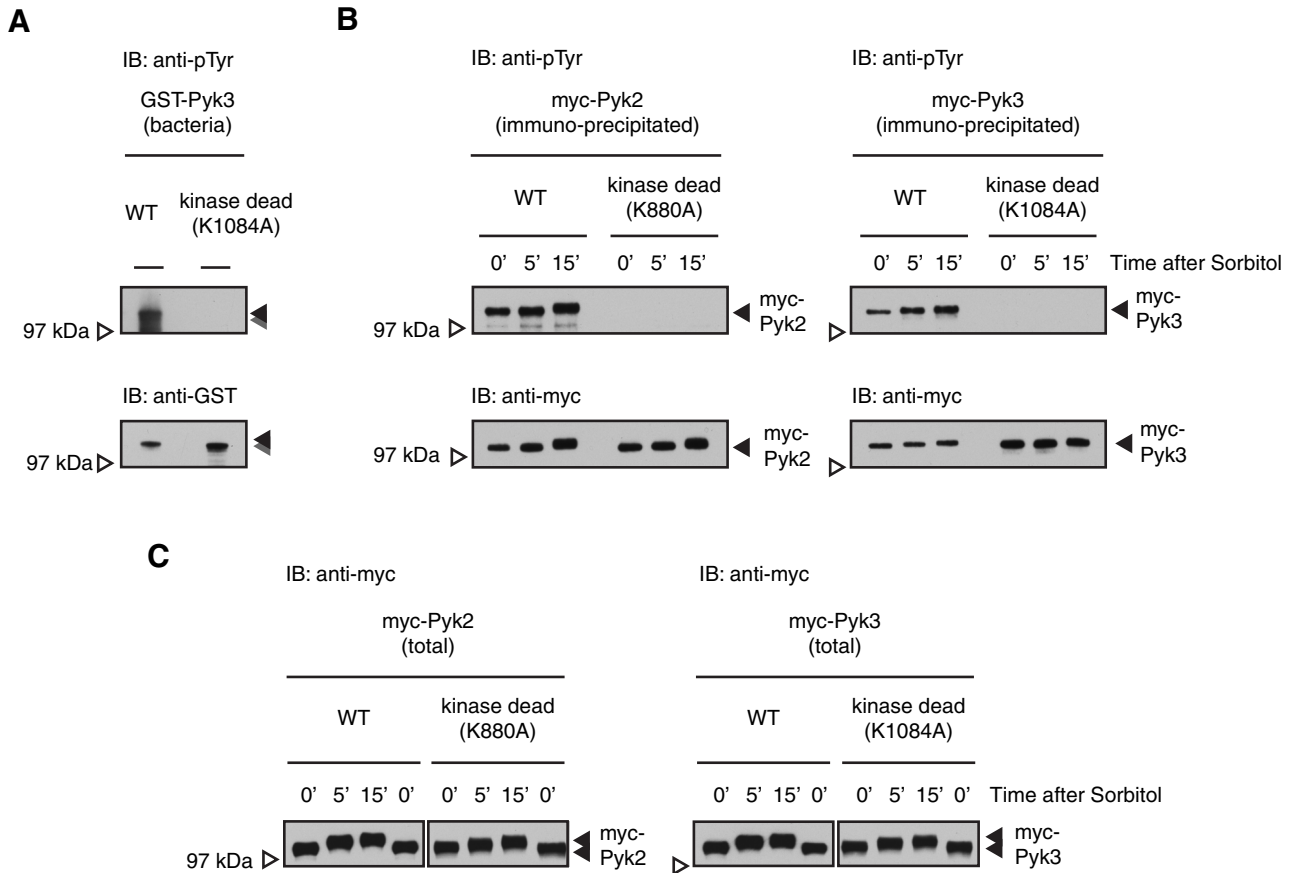 A
IB: anti-pTyr
GST-Pyk3
(bacteria)
WT
kinase dead
(K1084A)
97 kDa
IB: anti-GST
97 kDa
B
IB: anti-pTyr
myc-Pyk2
(immuno-precipitated)
WT
kinase dead
(K880A)
0’ 5’ 15’ 0’ 5’ 15’
97 kDa
myc-
Pyk2
IB: anti-myc
97 kDa
myc-
Pyk2
IB: anti-pTyr
myc-Pyk3
(immuno-precipitated)
WT
kinase dead
(K1084A)
0’ 5’ 15’ 0’ 5’ 15’ Time after Sorbitol
myc-
Pyk3
IB: anti-myc
myc-
Pyk3
C
IB: anti-myc
myc-Pyk2
(total)
WT
kinase dead
(K880A)
0’ 5’ 15’ 0’ 0’ 5’ 15’ 0’
97 kDa
myc-
Pyk2
IB: anti-myc
myc-Pyk3
(total)
WT
kinase dead
(K1084A)
0’ 5’ 15’ 0’ 0’ 5’ 15’ 0’ Time after Sorbitol
myc-
Pyk3